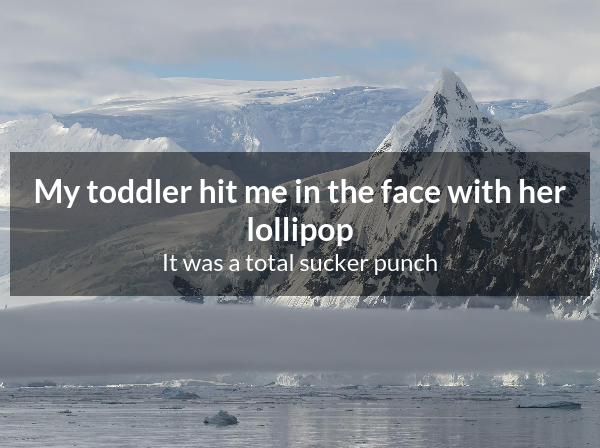 My toddler hit me in the face with her
lollipop
It was a total sucker punch